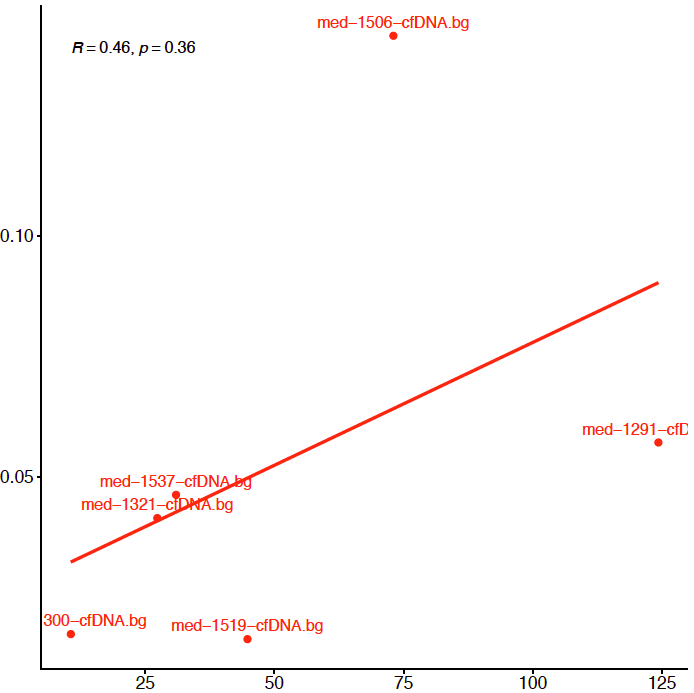 med–1506–cfDNA.bg
R = 0.46, p = 0.36
0.10
med–1291–cfD
0.05
med–1537–cfDNA.bg
med–1321–cfDNA.bg
300–cfDNA.bg
med–1519–cfDNA.bg
25 50 75 100 125